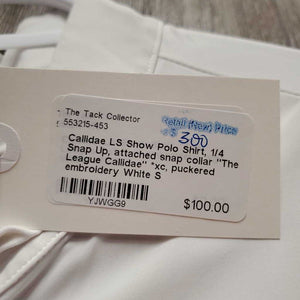 The Tack Collector
553215-453
Retail (New) Price
$ 300
Callidae LS Show Polo Shirt, 1/4
Snap Up, attached snap collar "The
League Callidae" *xc, puckered
embroidery White S
YJWGG9
$100.00